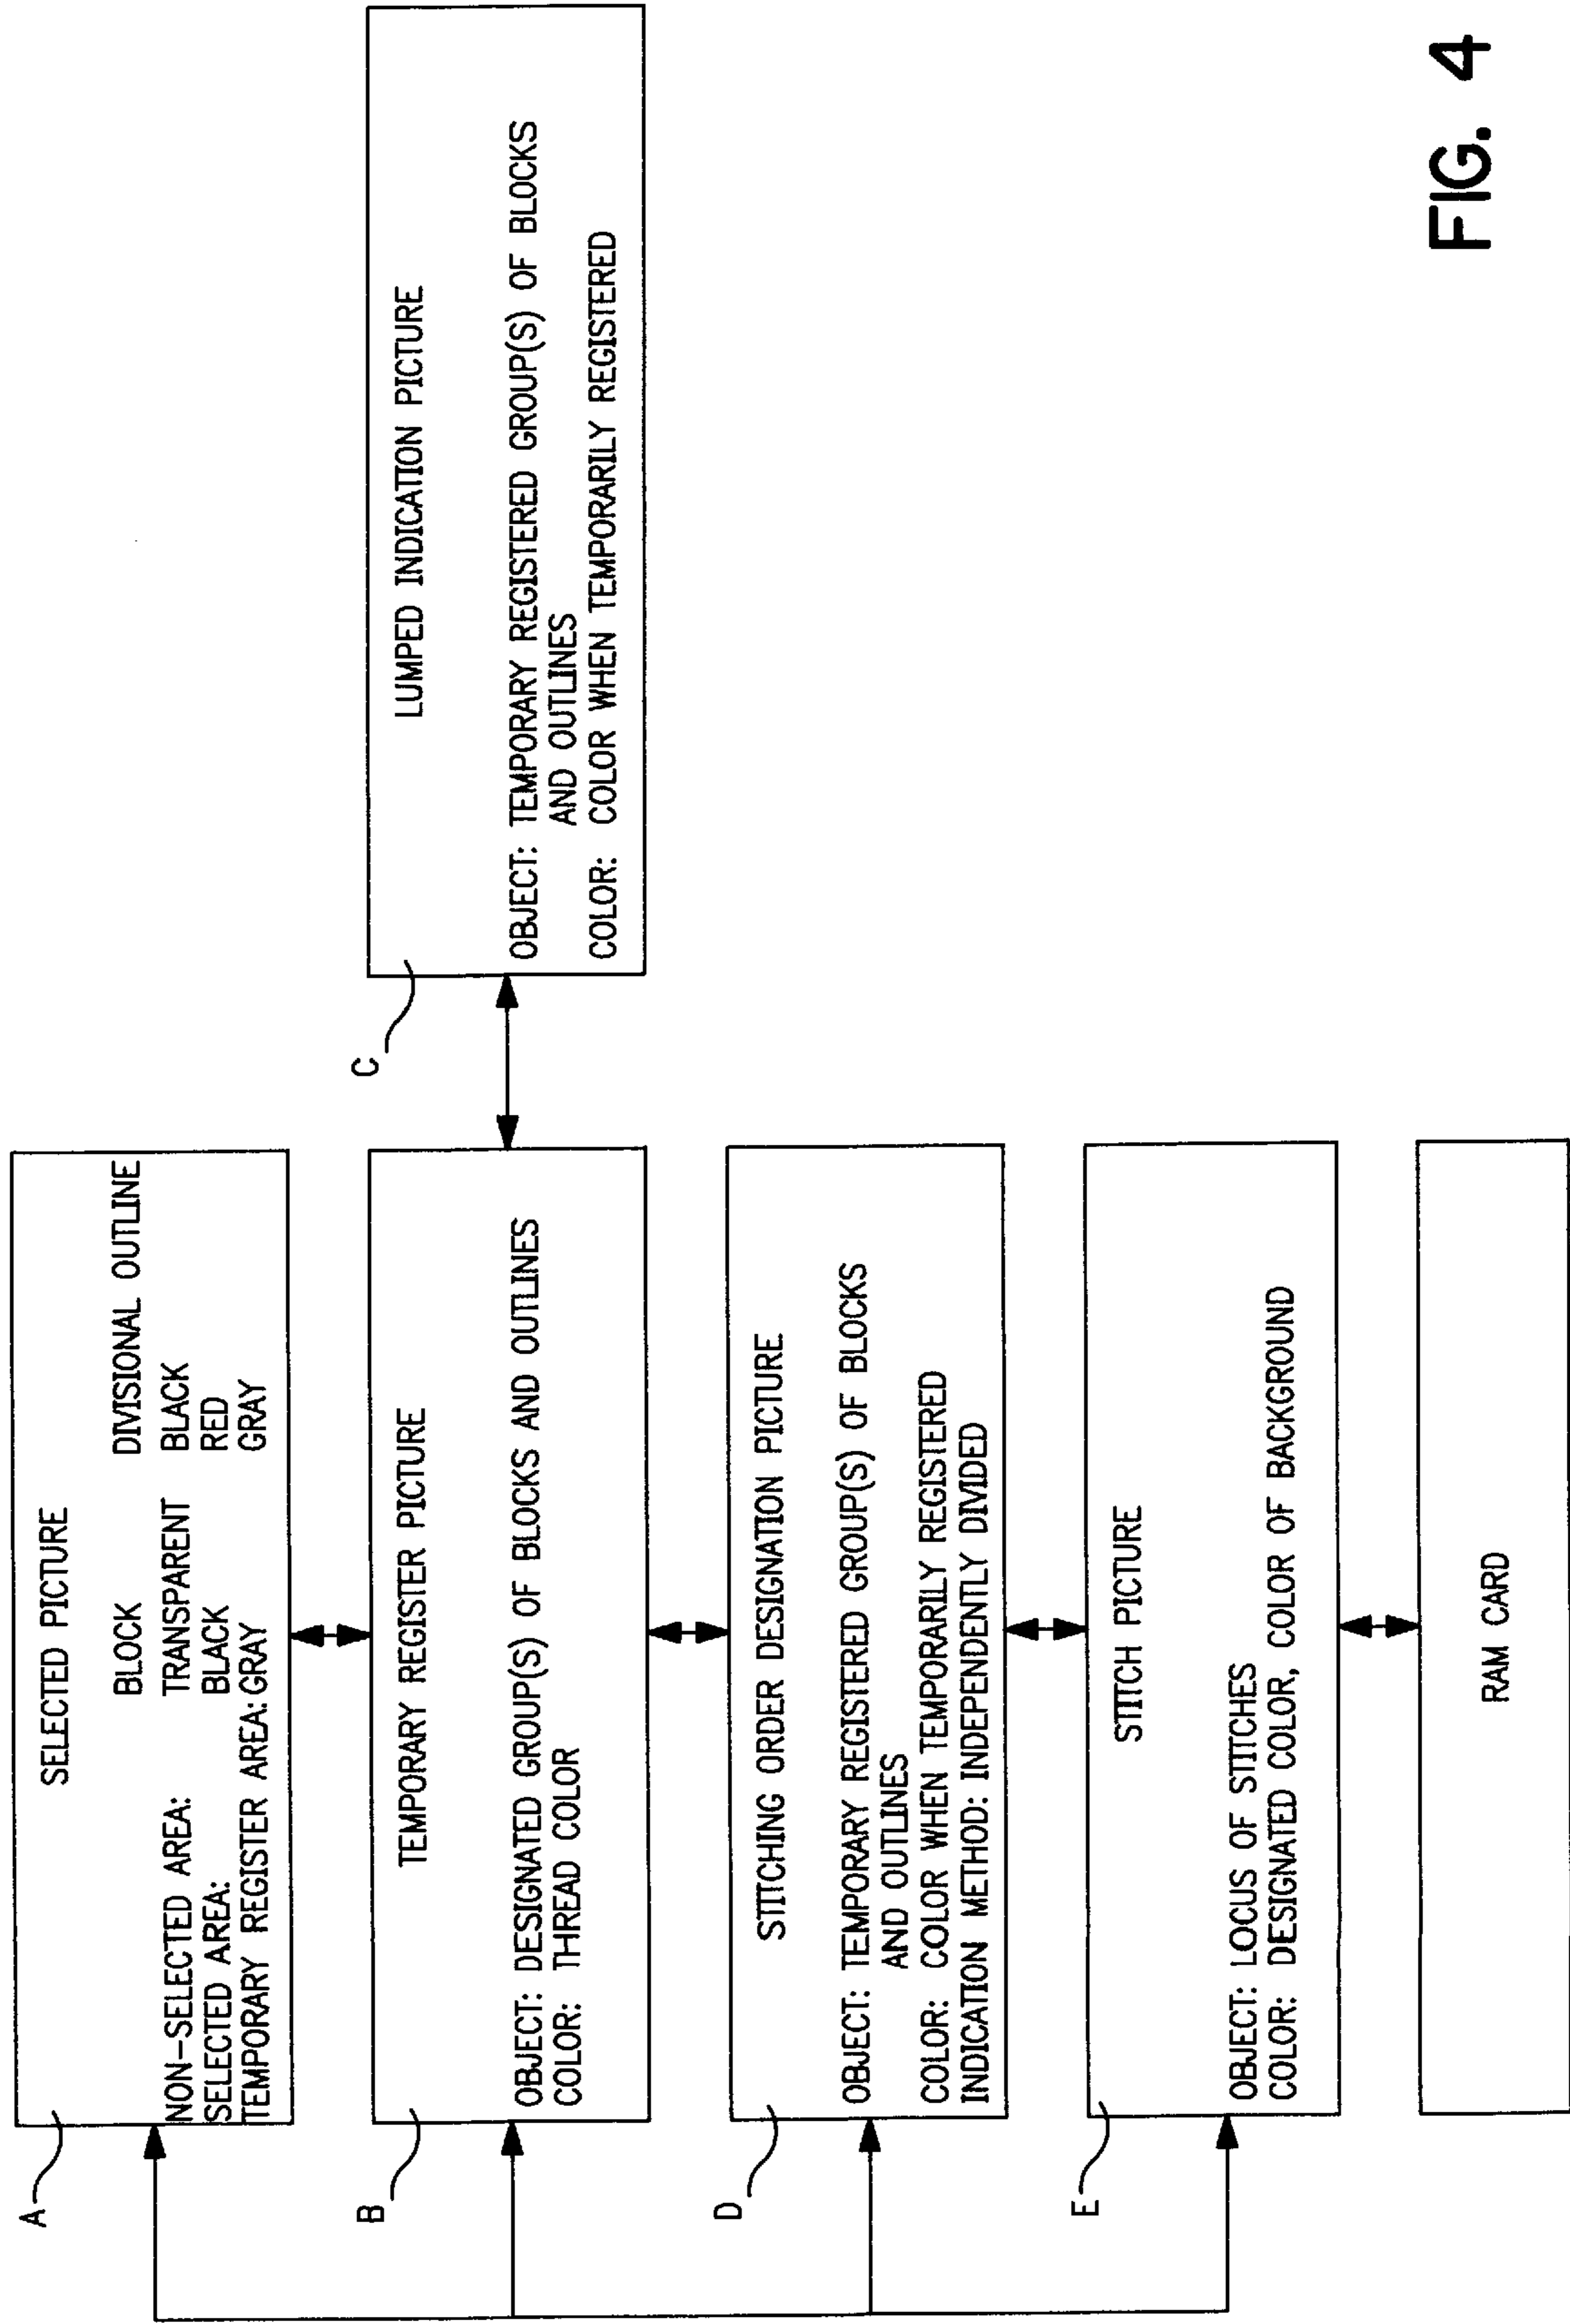 A
SELECTED PICTURE
BLOCK DIVISIONAL OUTLINE
NON-SELECTED AREA: TRANSPARENT BLACK
SELECTED AREA: BLACK RED
TEMPORARY REGISTER AREA: GRAY GRAY
B
TEMPORARY REGISTER PICTURE
OBJECT: DESIGNATED GROUP(S) OF BLOCKS AND OUTLINES
COLOR: THREAD COLOR
C
LUMPED INDICATION PICTURE
OBJECT: TEMPORARY REGISTERED GROUP(S) OF BLOCKS
AND OUTLINES
COLOR: COLOR WHEN TEMPORARILY REGISTERED
D
STITCHING ORDER DESIGNATION PICTURE
OBJECT: TEMPORARY REGISTERED GROUP(S) OF BLOCKS
AND OUTLINES
COLOR: COLOR WHEN TEMPORARILY REGISTERED
INDICATION METHOD: INDEPENDENTLY DIVIDED
E
STITCH PICTURE
OBJECT: LOCUS OF STITCHES
COLOR: DESIGNATED COLOR, COLOR OF BACKGROUND
RAM CARD
FIG. 4